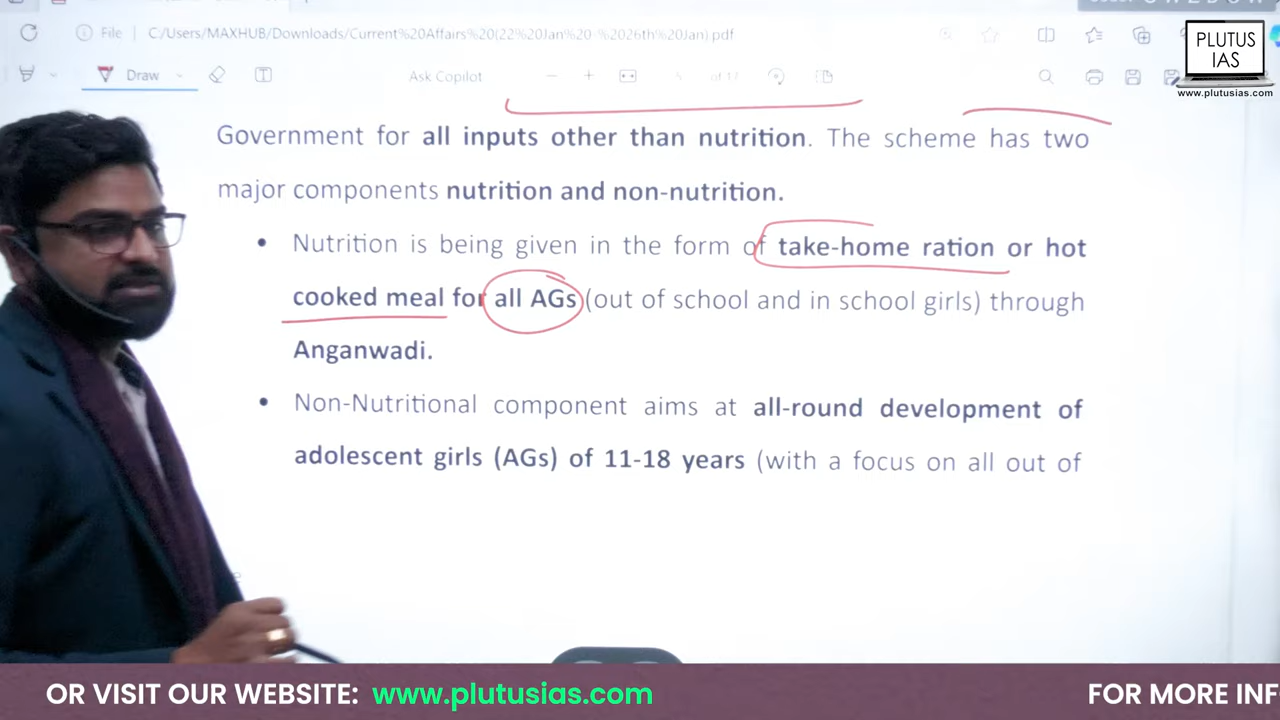 File
C:/Users/MAXHUB/Downloads/Current%20Affairs%20(22%20Jan%20-%2026th%20Jan).pdf
Draw
Ask Copilot
5 of 17
PLUTUS
IAS
www.plutusias.com
Government for all inputs other than nutrition. The scheme has two
major components nutrition and non-nutrition.
• Nutrition is being given in the form of take-home ration or hot
cooked meal for all AGs (out of school and in school girls) through
Anganwadi.
• Non-Nutritional component aims at all-round development of
adolescent girls (AGs) of 11-18 years (with a focus on all out of
OR VISIT OUR WEBSITE: www.plutusias.com
FOR MORE INF